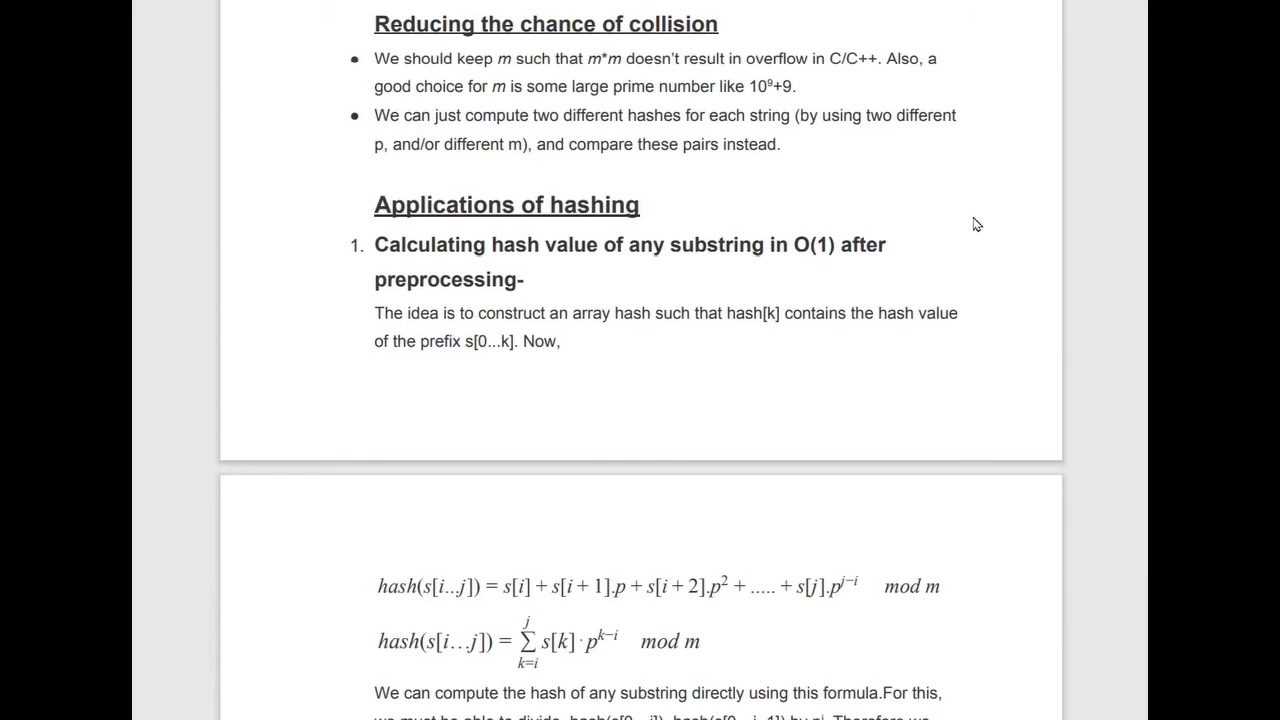 Reducing the chance of collision
● We should keep m such that m*m doesn't result in overflow in C/C++. Also, a
good choice for m is some large prime number like 10⁹+9.
● We can just compute two different hashes for each string (by using two different
p, and/or different m), and compare these pairs instead.
Applications of hashing
1. Calculating hash value of any substring in O(1) after
preprocessing-
The idea is to construct an array hash such that hash[k] contains the hash value
of the prefix s[0...k]. Now,
hash(s[i...j]) = s[i] + s[i + 1].p + s[i + 2].p² + ..... + s[j].p^{j−i} mod m
hash(s[i…j]) = ∑_{k=i}^{j} s[k] · p^{k−i} mod m
We can compute the hash of any substring directly using this formula.For this,